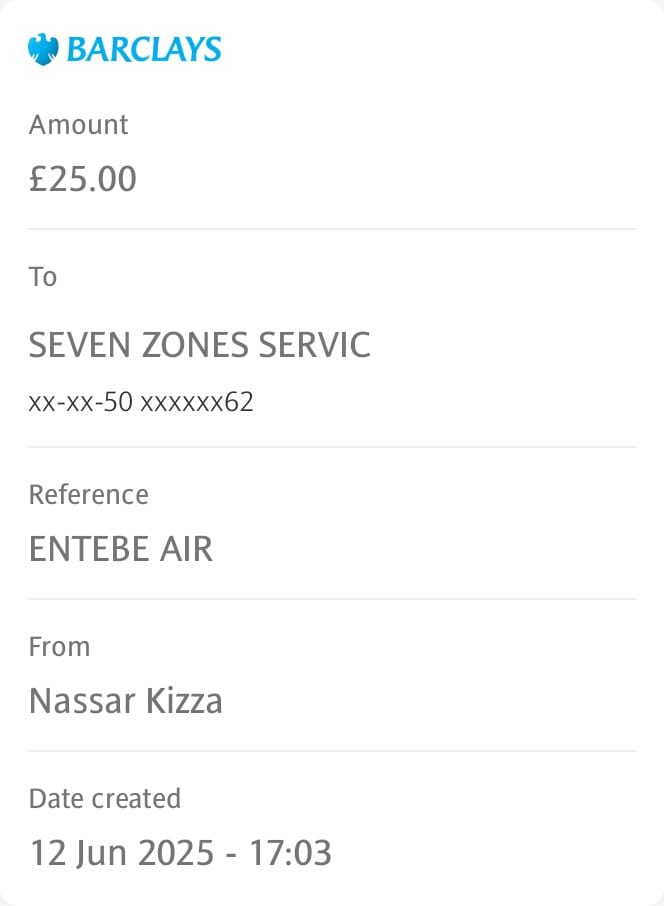 BARCLAYS
Amount
£25.00
To
SEVEN ZONES SERVIC
xx-xx-50 xxxxxx62
Reference
ENTEBE AIR
From
Nassar Kizza
Date created
12 Jun 2025 - 17:03